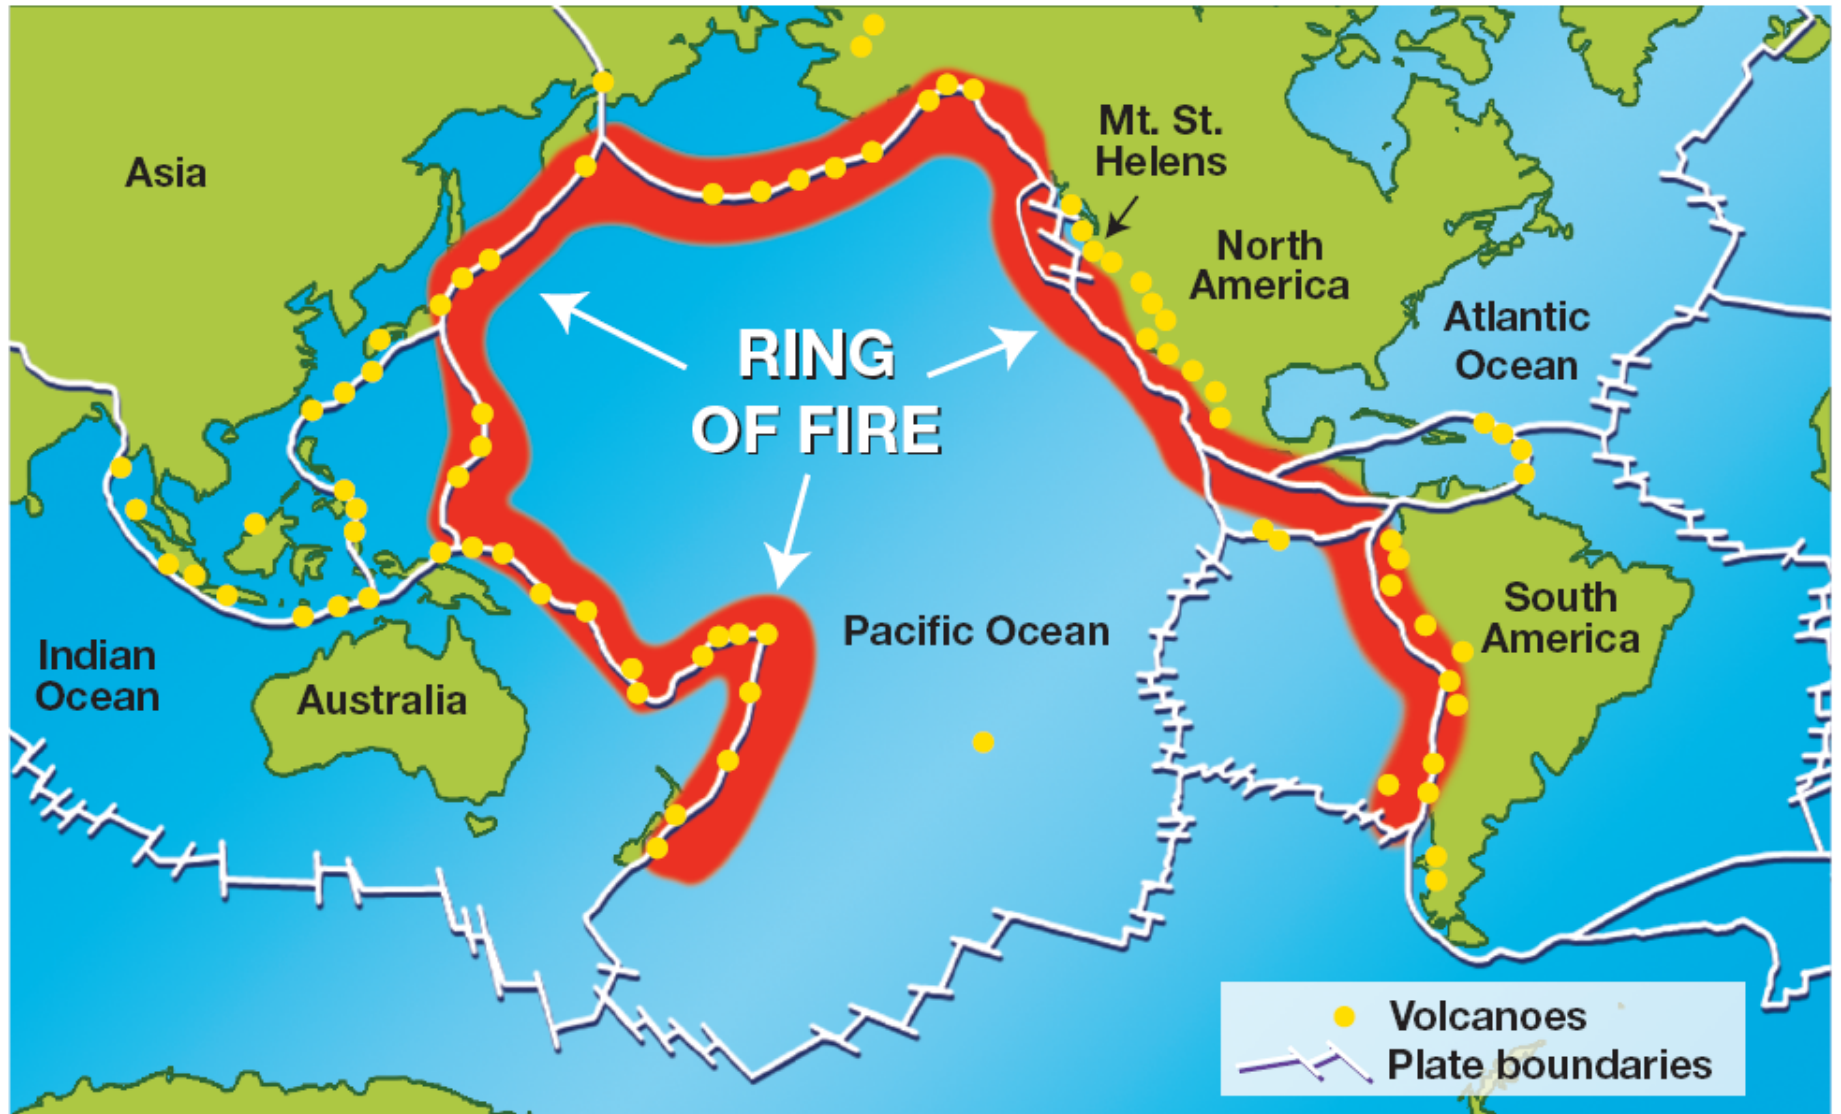 Asia
Mt. St.
Helens
North
America
Atlantic
Ocean
RING
OF FIRE
Pacific Ocean
South
America
Indian
Ocean
Australia
Volcanoes
Plate boundaries